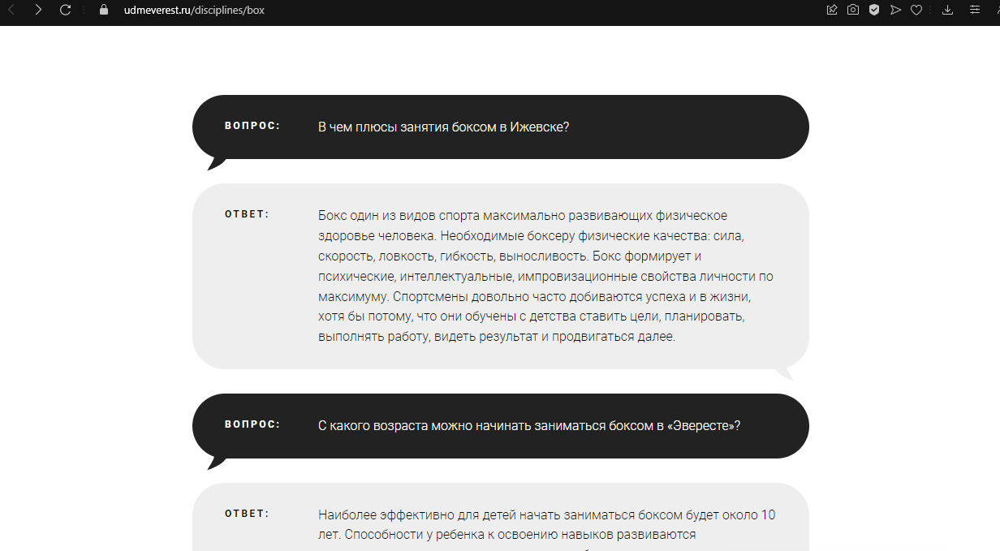 udmeverest.ru/disciplines/box
ВОПРОС: В чем плюсы занятия боксом в Ижевске?
ОТВЕТ: Бокс один из видов спорта максимально развивающих физическое
здоровье человека. Необходимые боксеру физические качества: сила,
скорость, ловкость, гибкость, выносливость. Бокс формирует и
психические, интеллектуальные, импровизационные свойства личности по
максимуму. Спортсмены довольно часто добиваются успеха и в жизни,
хотя бы потому, что они обучены с детства ставить цели, планировать,
выполнять работу, видеть результат и продвигаться далее.
ВОПРОС: С какого возраста можно начинать заниматься боксом в «Эвересте»?
ОТВЕТ: Наиболее эффективно для детей начать заниматься боксом будет около 10
лет. Способности у ребенка к освоению навыков развиваются